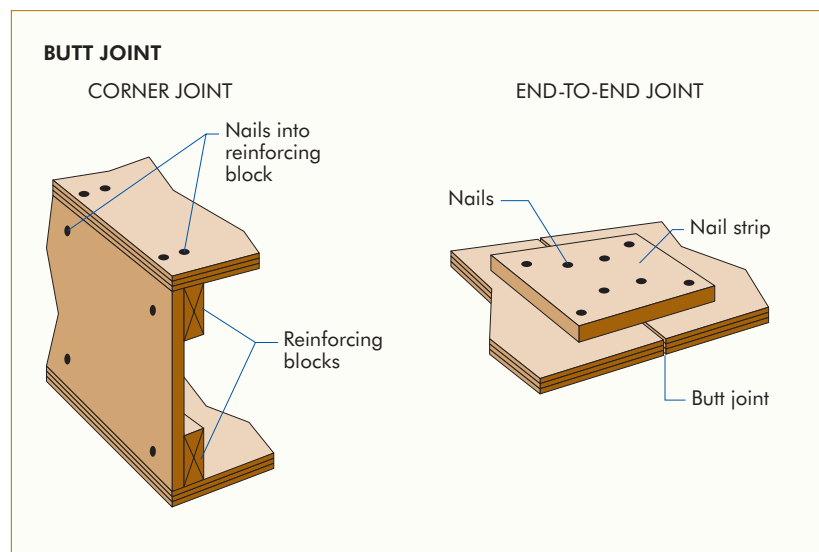 BUTT JOINT
CORNER JOINT
Nails into
reinforcing
block
Reinforcing
blocks
END-TO-END JOINT
Nails
Nail strip
Butt joint